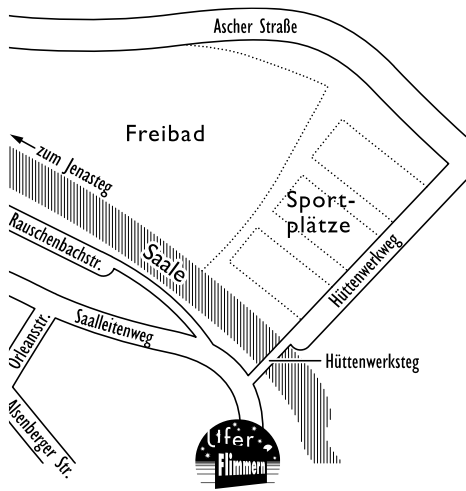 Ascher Straße
Freibad
zum Jenasteg
Sport-
plätze
Rauschenbachstr.
Saale
Hüttenwerkweg
Saalleitenweg
Orleansstr.
Hüttenwerksteg
Alsenberger Str.
Ufer
Flimmern